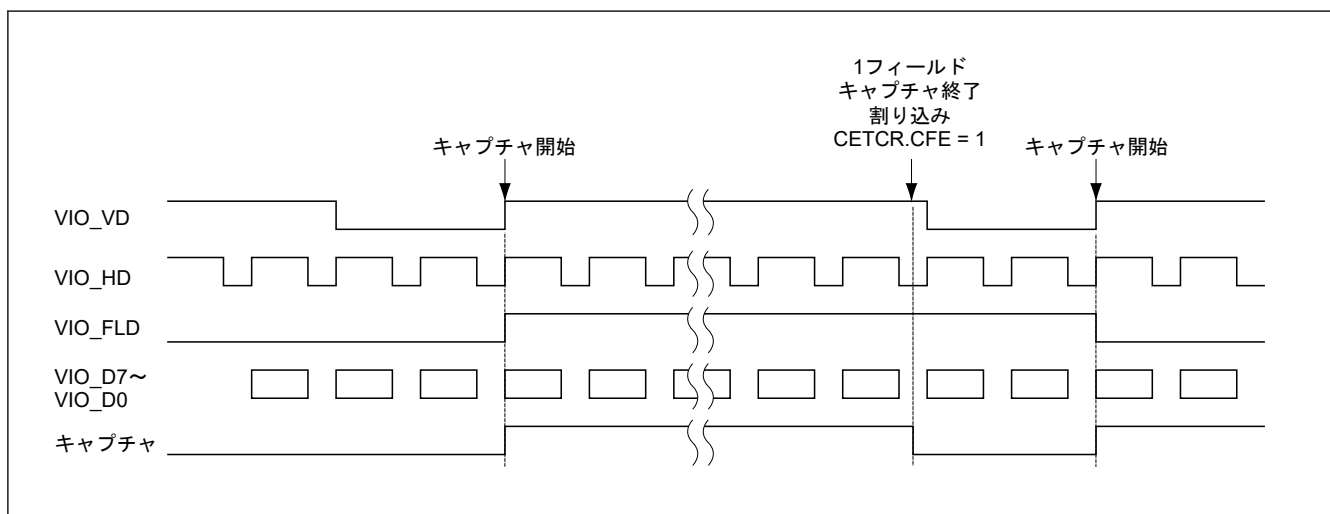 1フィールド
キャプチャ終了
割り込み
CETCR.CFE = 1
キャプチャ開始
キャプチャ開始
VIO_VD
VIO_HD
VIO_FLD
VIO_D7～
VIO_D0
キャプチャ